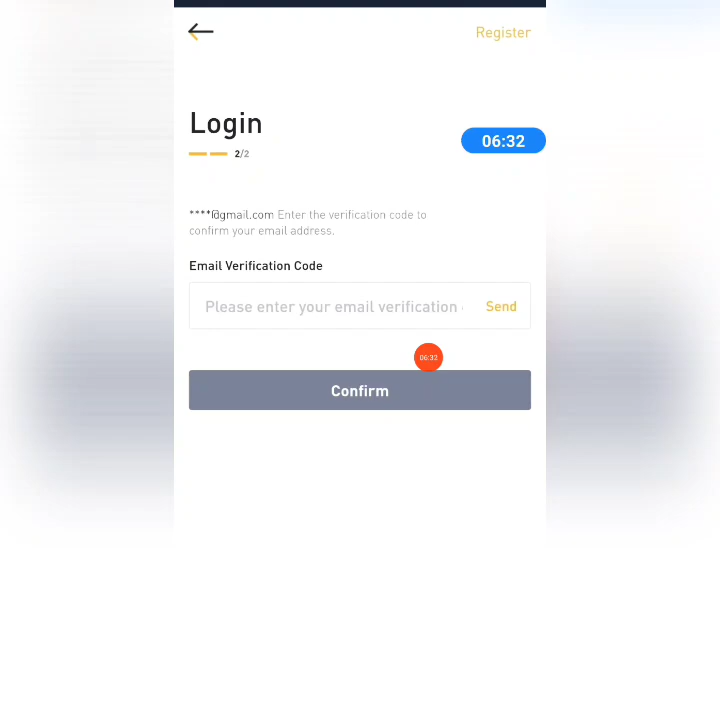 Register
Login
06:32
2/2
****@gmail.com Enter the verification code to
confirm your email address.
Email Verification Code
Please enter your email verification
Send
06:32
Confirm